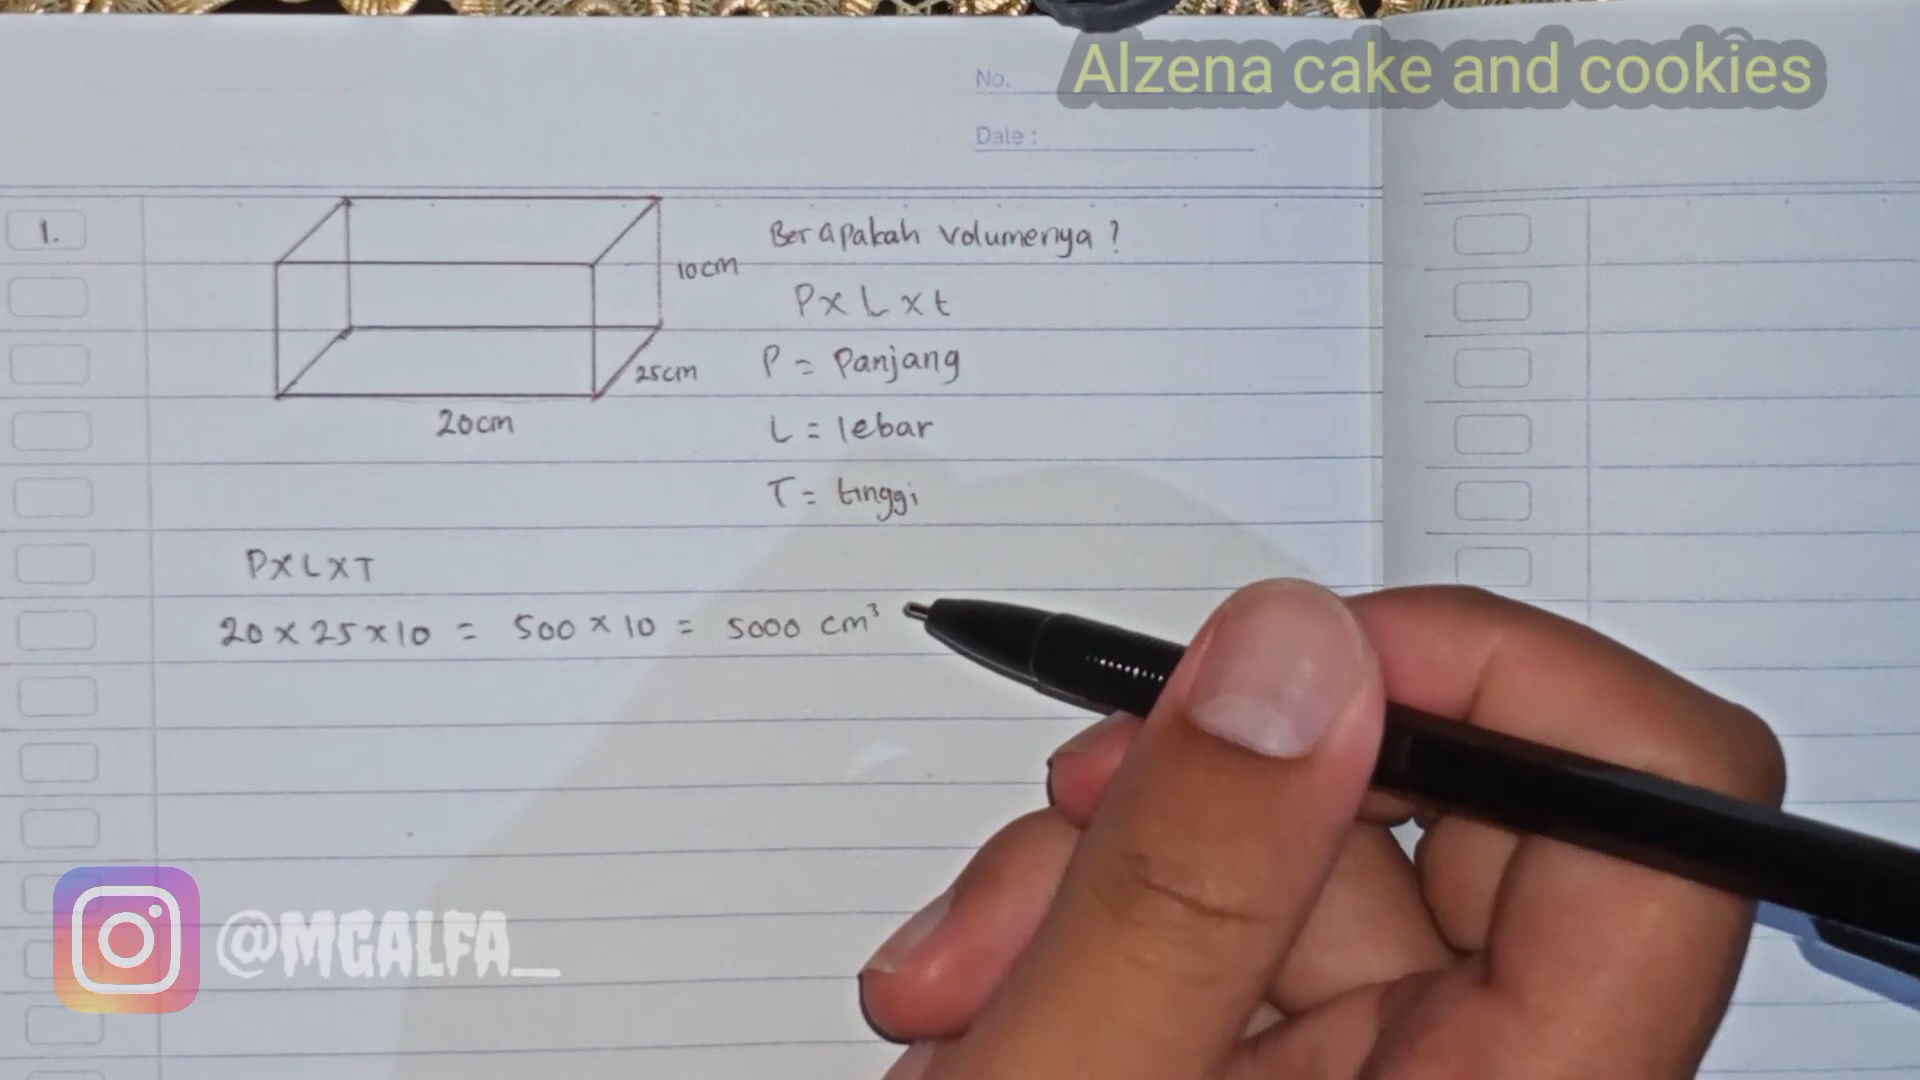 Alzena cake and cookies
No.
Date :
1.
Berapakah volumenya ?
10cm
P x L x t
25cm
P = Panjang
20cm
L = lebar
T = tinggi
P x L x T
20 x 25 x 10 = 500 x 10 = 5000 cm³
@MGALFA_